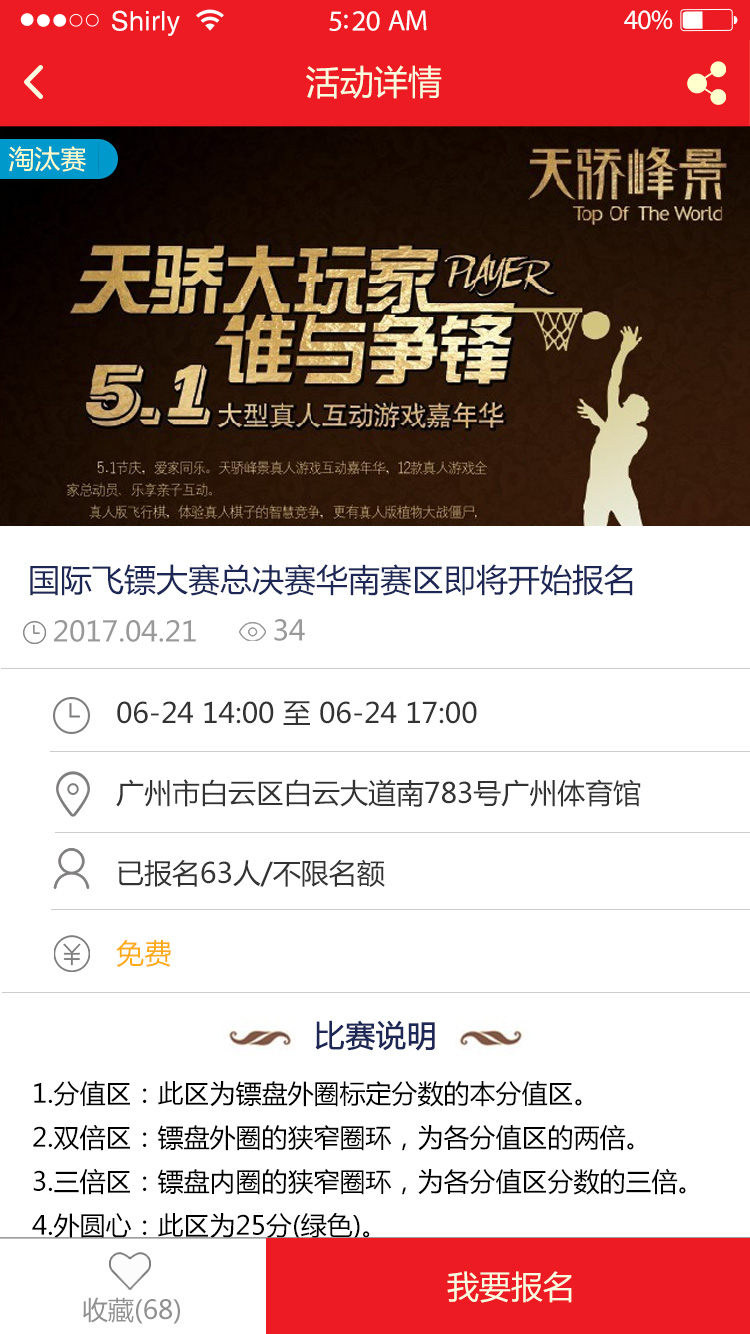 Shirly 5:20 AM 40%
活动详情
淘汰赛
天骄峰景
Top Of The World
天骄大玩家 PLAYER
谁与争锋
5.1 大型真人互动游戏嘉年华
5.1节庆，爱家同乐。天骄峰景真人游戏互动嘉年华，12款真人游戏全
家总动员、乐享亲子互动。
真人版飞行棋，体验真人棋子的智慧竞争，更有真人版植物大战僵尸，
国际飞镖大赛总决赛华南赛区即将开始报名
2017.04.21 34
06-24 14:00 至 06-24 17:00
广州市白云区白云大道南783号广州体育馆
已报名63人/不限名额
免费
比赛说明
1.分值区：此区为镖盘外圈标定分数的本分值区。
2.双倍区：镖盘外圈的狭窄圈环，为各分值区的两倍。
3.三倍区：镖盘内圈的狭窄圈环，为各分值区分数的三倍。
4.外圆心：此区为25分(绿色)。
收藏(68)
我要报名